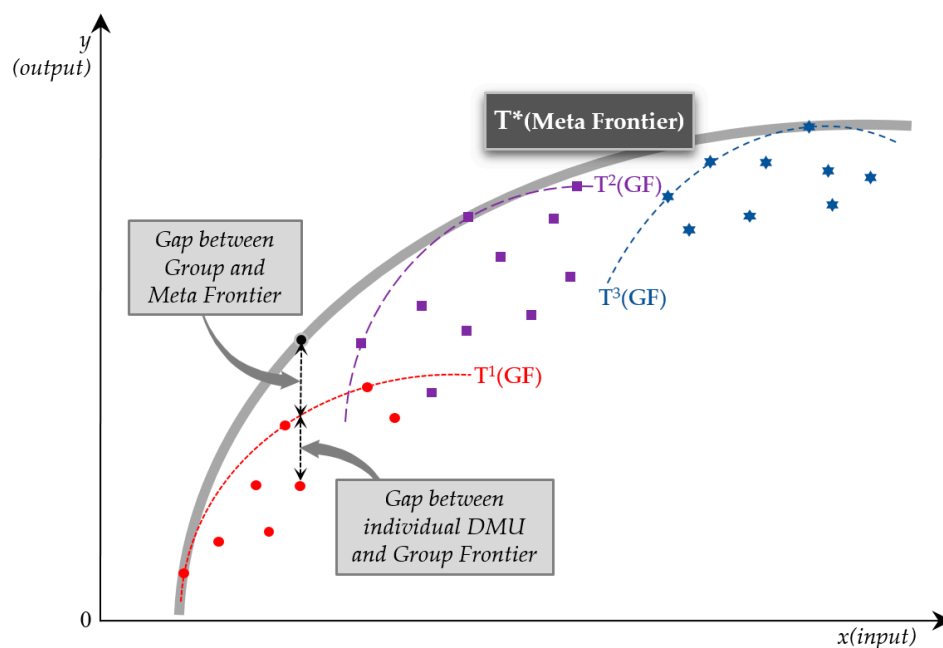 y
(output)
T*(Meta Frontier)
T²(GF)
Gap between
Group and
Meta Frontier
T³(GF)
T¹(GF)
Gap between
individual DMU
and Group Frontier
0
x(input)